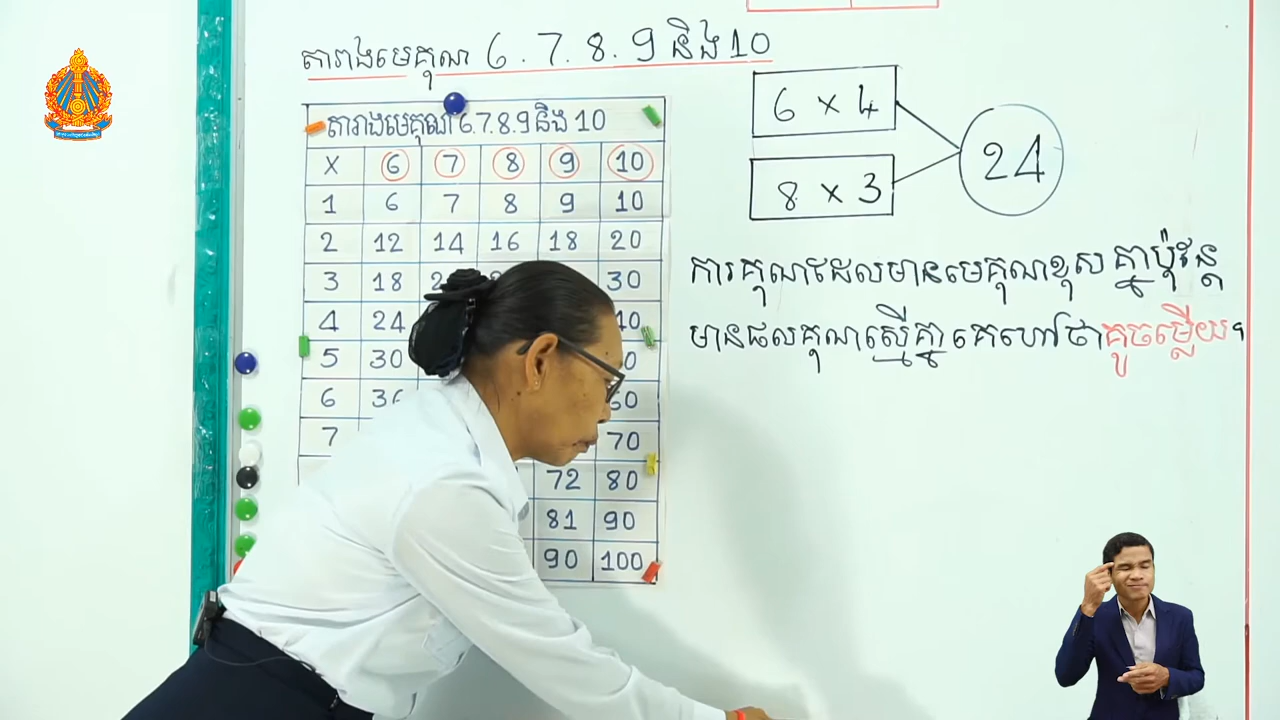 តារាងមេគុណ 6.7.8.9 និង 10
តារាងមេគុណ 6.7.8.9 និង 10
X 6 7 8 9 10
1 6 7 8 9 10
2 12 14 16 18 20
3 18 30
4 24
5 30
6 60
7 70
72 80
81 90
90 100
6 × 4
8 × 3
24
ការគុណដែលមានមេគុណខុសគ្នាប៉ុន្តែ
មានផលគុណស្មើគ្នាគេហៅថាគូចម្លើយ។